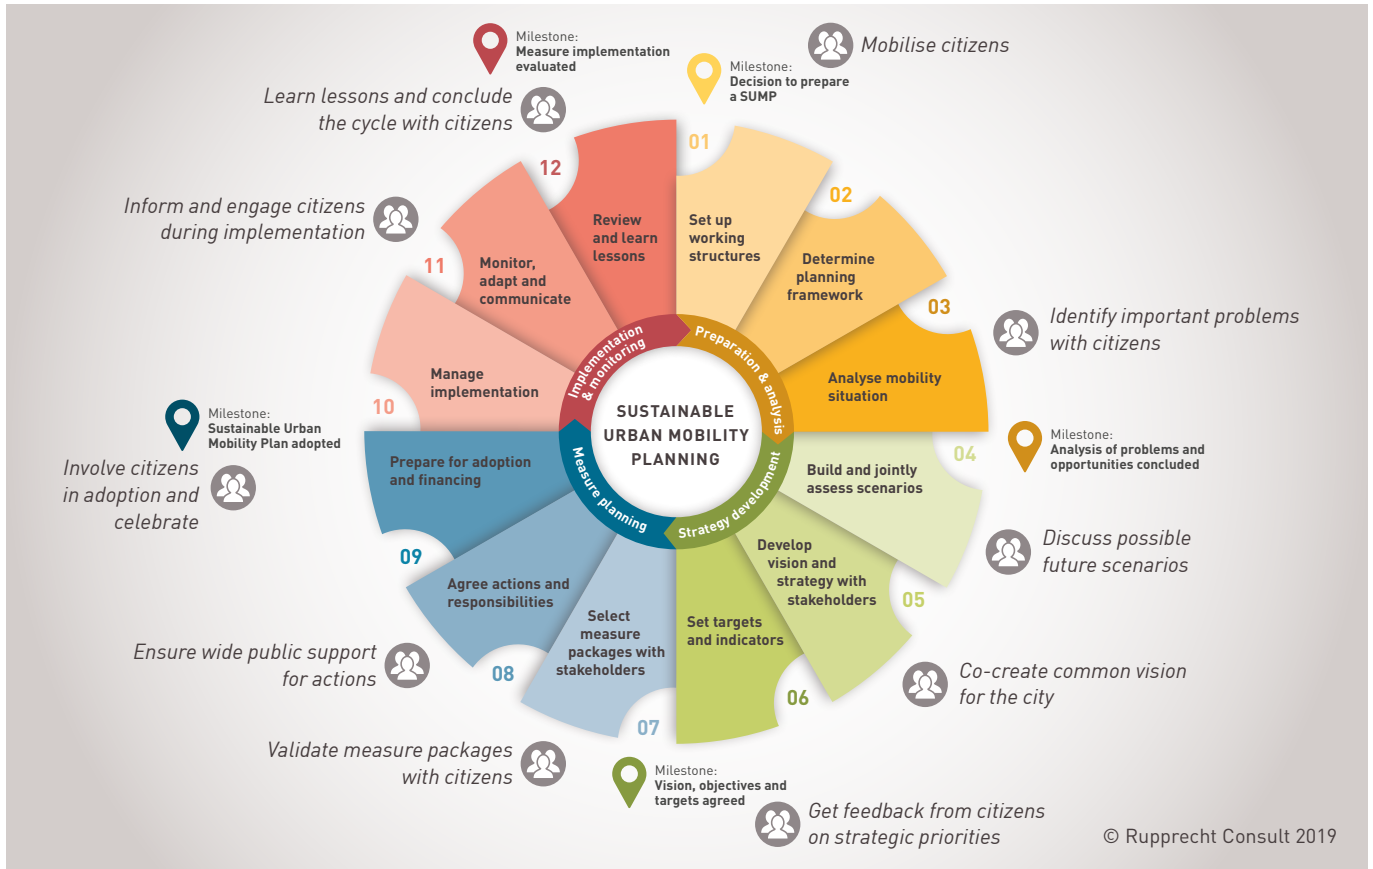 Milestone:
Measure implementation
evaluated
Milestone:
Decision to prepare
a SUMP
Mobilise citizens
Learn lessons and conclude
the cycle with citizens
Inform and engage citizens
during implementation
01
Set up
working
structures
02
Determine
planning
framework
03
Analyse mobility
situation
Identify important problems
with citizens
Milestone:
Analysis of problems and
opportunities concluded
04
Build and jointly
assess scenarios
Discuss possible
future scenarios
05
Develop
vision and
strategy with
stakeholders
Co-create common vision
for the city
06
Set targets
and indicators
Get feedback from citizens
on strategic priorities
Milestone:
Vision, objectives and
targets agreed
07
Select
measure
packages with
stakeholders
Validate measure packages
with citizens
08
Agree actions and
responsibilities
Ensure wide public support
for actions
09
Prepare for adoption
and financing
Involve citizens
in adoption and
celebrate
Milestone:
Sustainable Urban
Mobility Plan adopted
10
Manage
implementation
11
Monitor,
adapt and
communicate
12
Review
and learn
lessons
Preparation & analysis
Strategy development
Measure planning
Implementation
& monitoring
SUSTAINABLE
URBAN MOBILITY
PLANNING
© Rupprecht Consult 2019